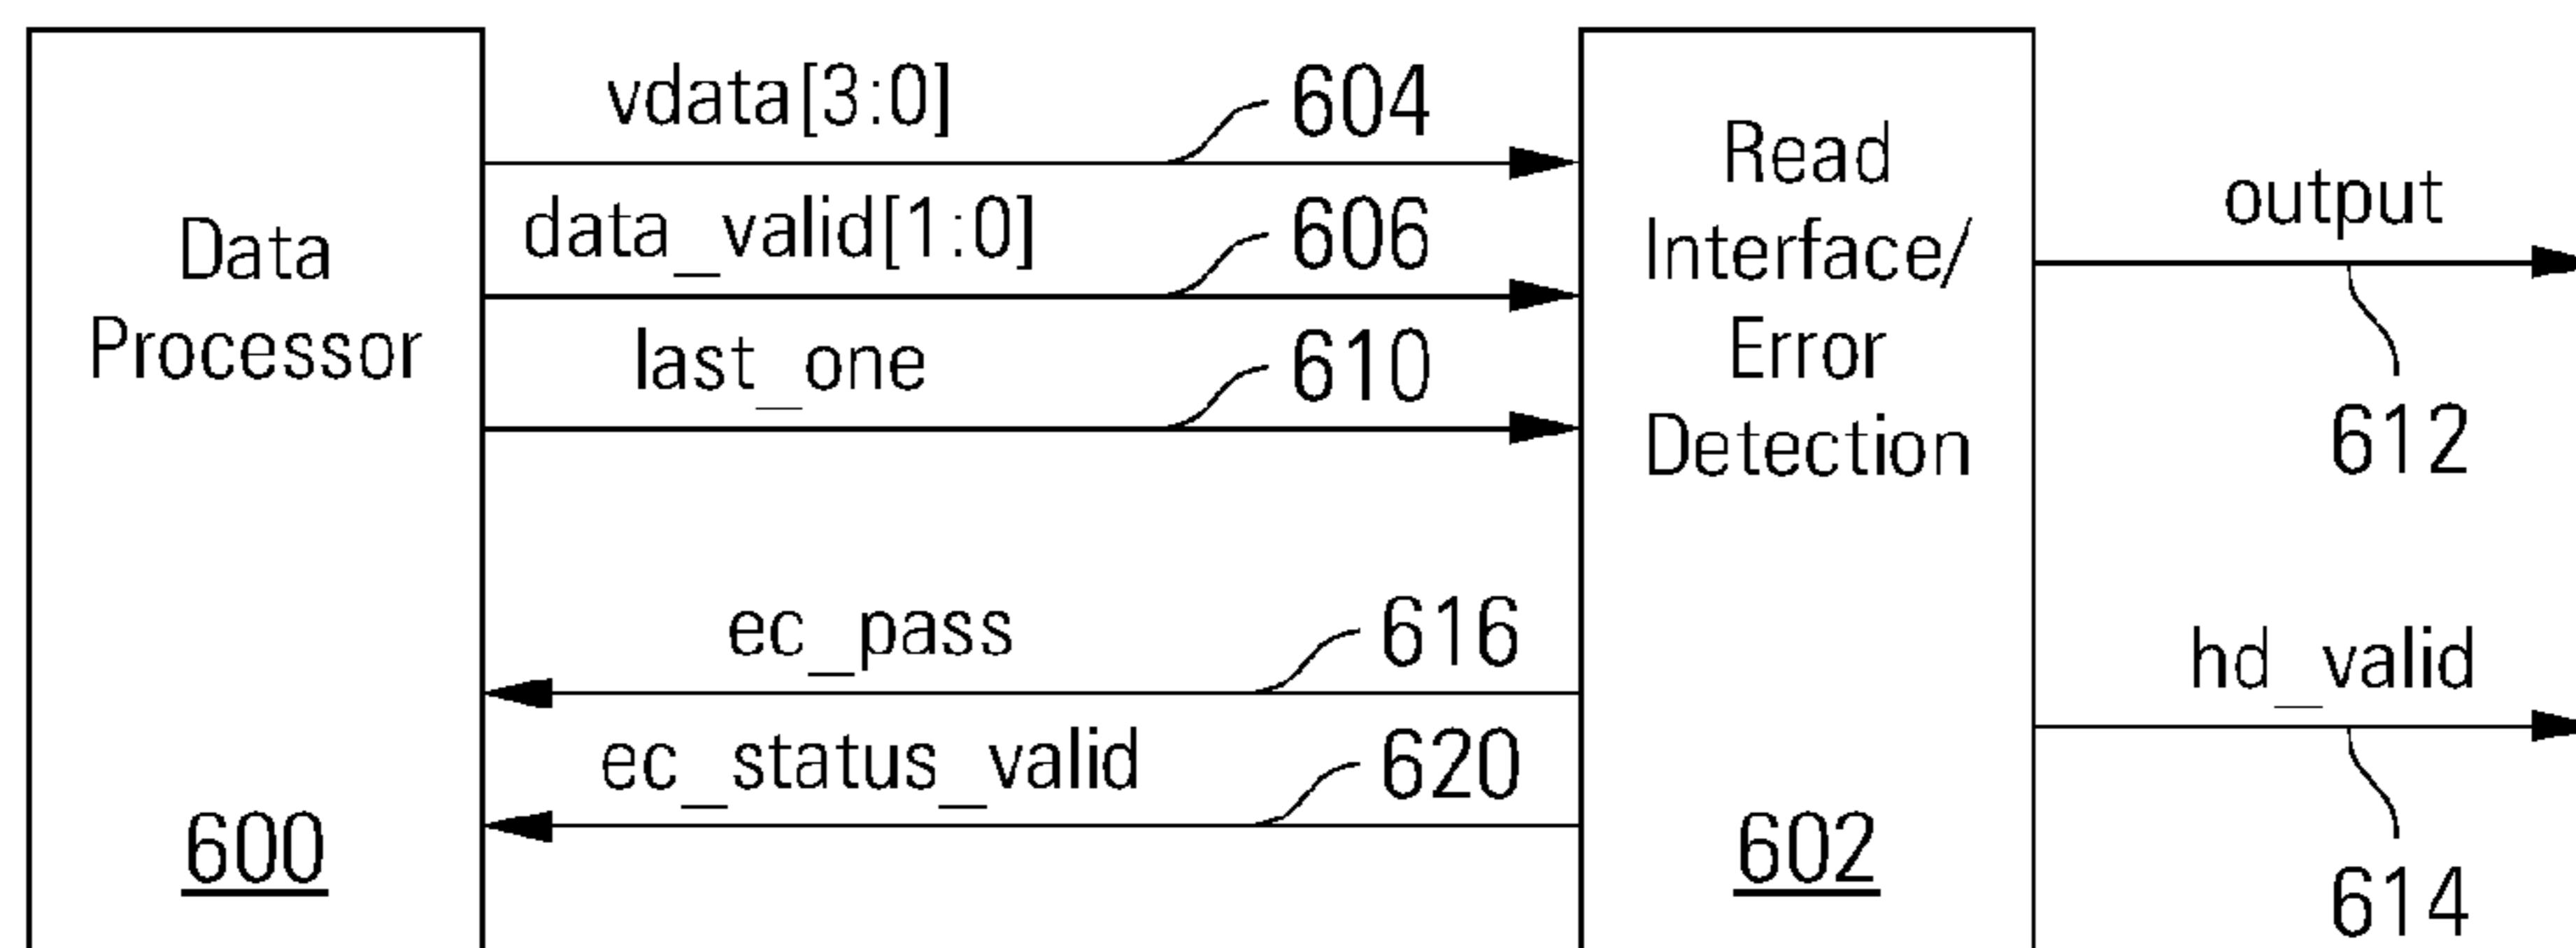 Data
Processor
600
vdata[3:0]
604
data_valid[1:0]
606
last_one
610
ec_pass
616
ec_status_valid
620
Read
Interface/
Error
Detection
602
output
612
hd_valid
614